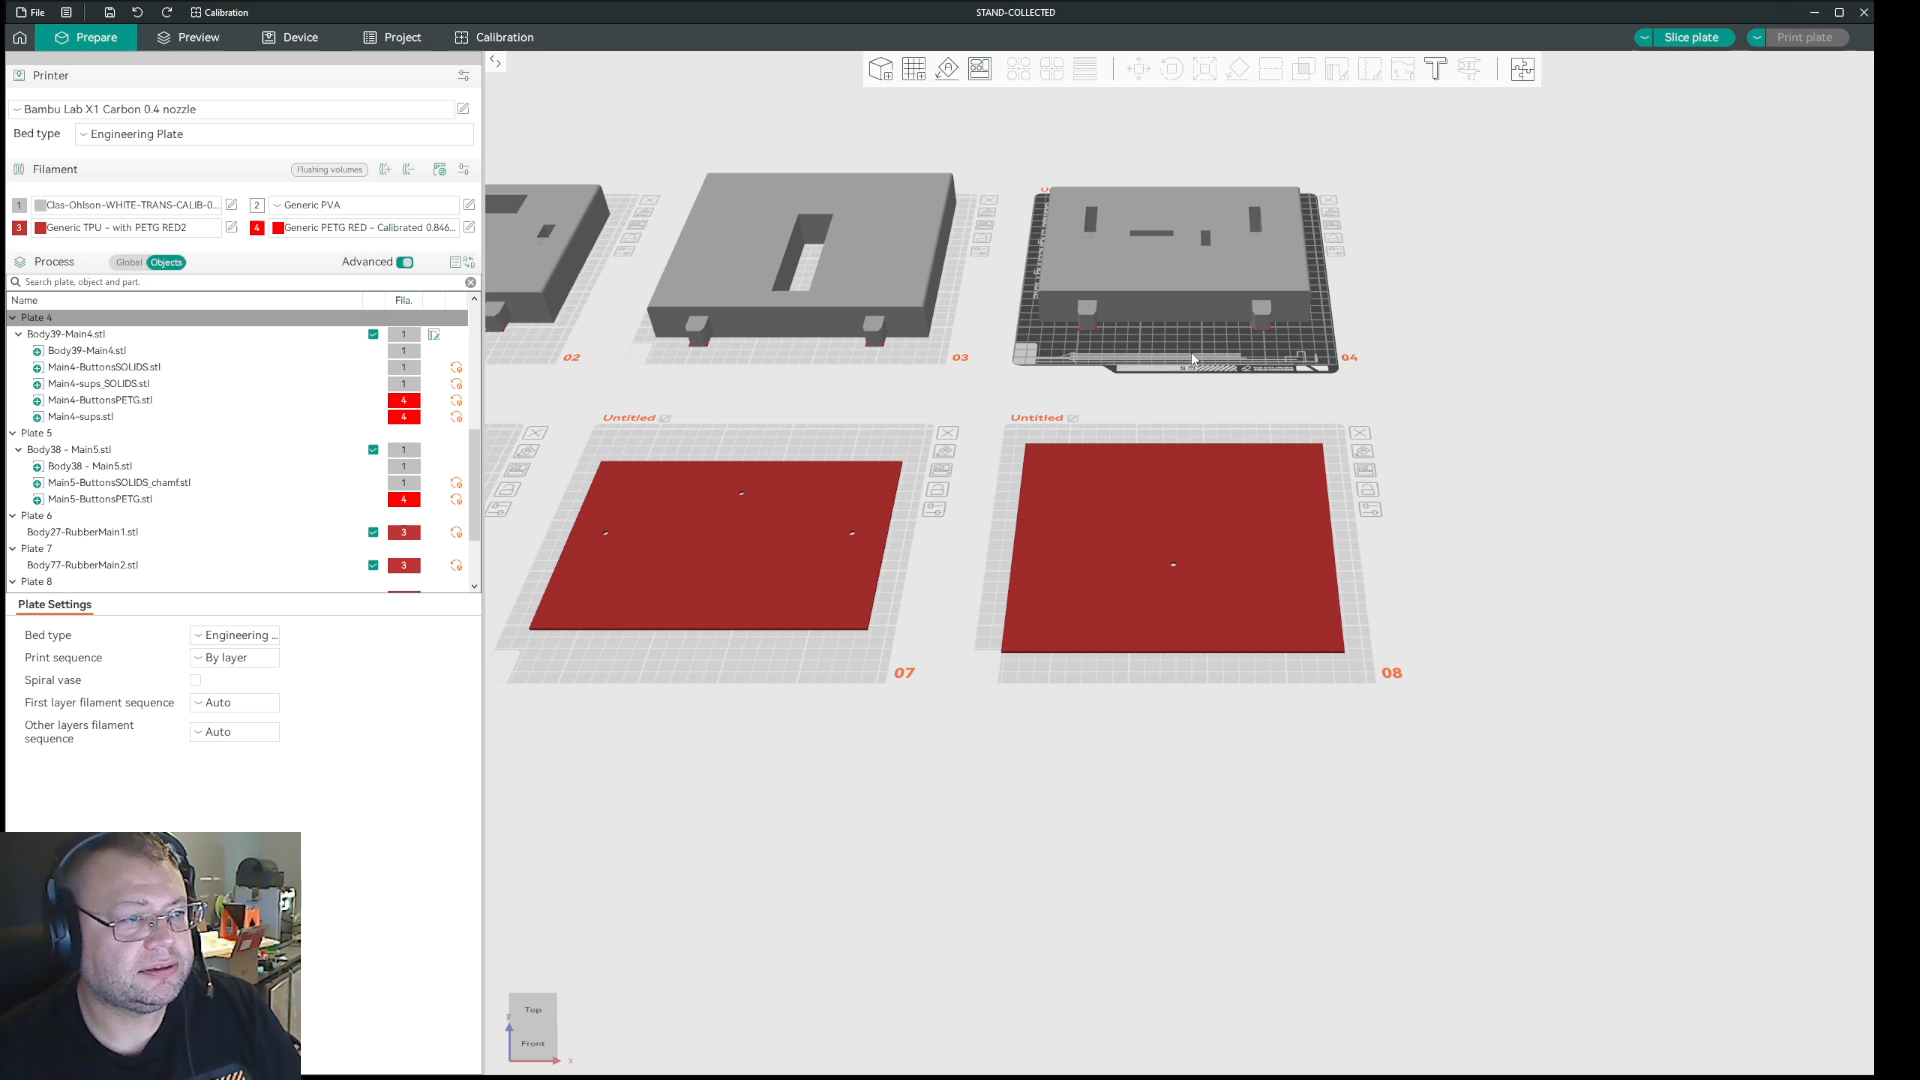 File
Calibration
STAND-COLLECTED
Prepare
Preview
Device
Project
Calibration
Slice plate
Print plate
Printer
Bambu Lab X1 Carbon 0.4 nozzle
Bed type
Engineering Plate
Filament
Flushing volumes
1
Clas-Ohlson-WHITE-TRANS-CALIB-0...
2
Generic PVA
3
Generic TPU - with PETG RED2
4
Generic PETG RED - Calibrated 0.846...
Process
Global
Objects
Advanced
Search plate, object and part.
Name
Fila.
Plate 4
Body39-Main4.stl
1
Body39-Main4.stl
1
Main4-ButtonsSOLIDS.stl
1
Main4-sups_SOLIDS.stl
1
Main4-ButtonsPETG.stl
4
Main4-sups.stl
4
Plate 5
Body38 - Main5.stl
1
Body38 - Main5.stl
1
Main5-ButtonsSOLIDS_chamf.stl
1
Main5-ButtonsPETG.stl
4
Plate 6
Body27-RubberMain1.stl
3
Plate 7
Body77-RubberMain2.stl
3
Plate 8
Plate Settings
Bed type
Engineering ...
Print sequence
By layer
Spiral vase
First layer filament sequence
Auto
Other layers filament
sequence
Auto
02
03
04
Untitled
Untitled
07
08
Top
Front
z
x